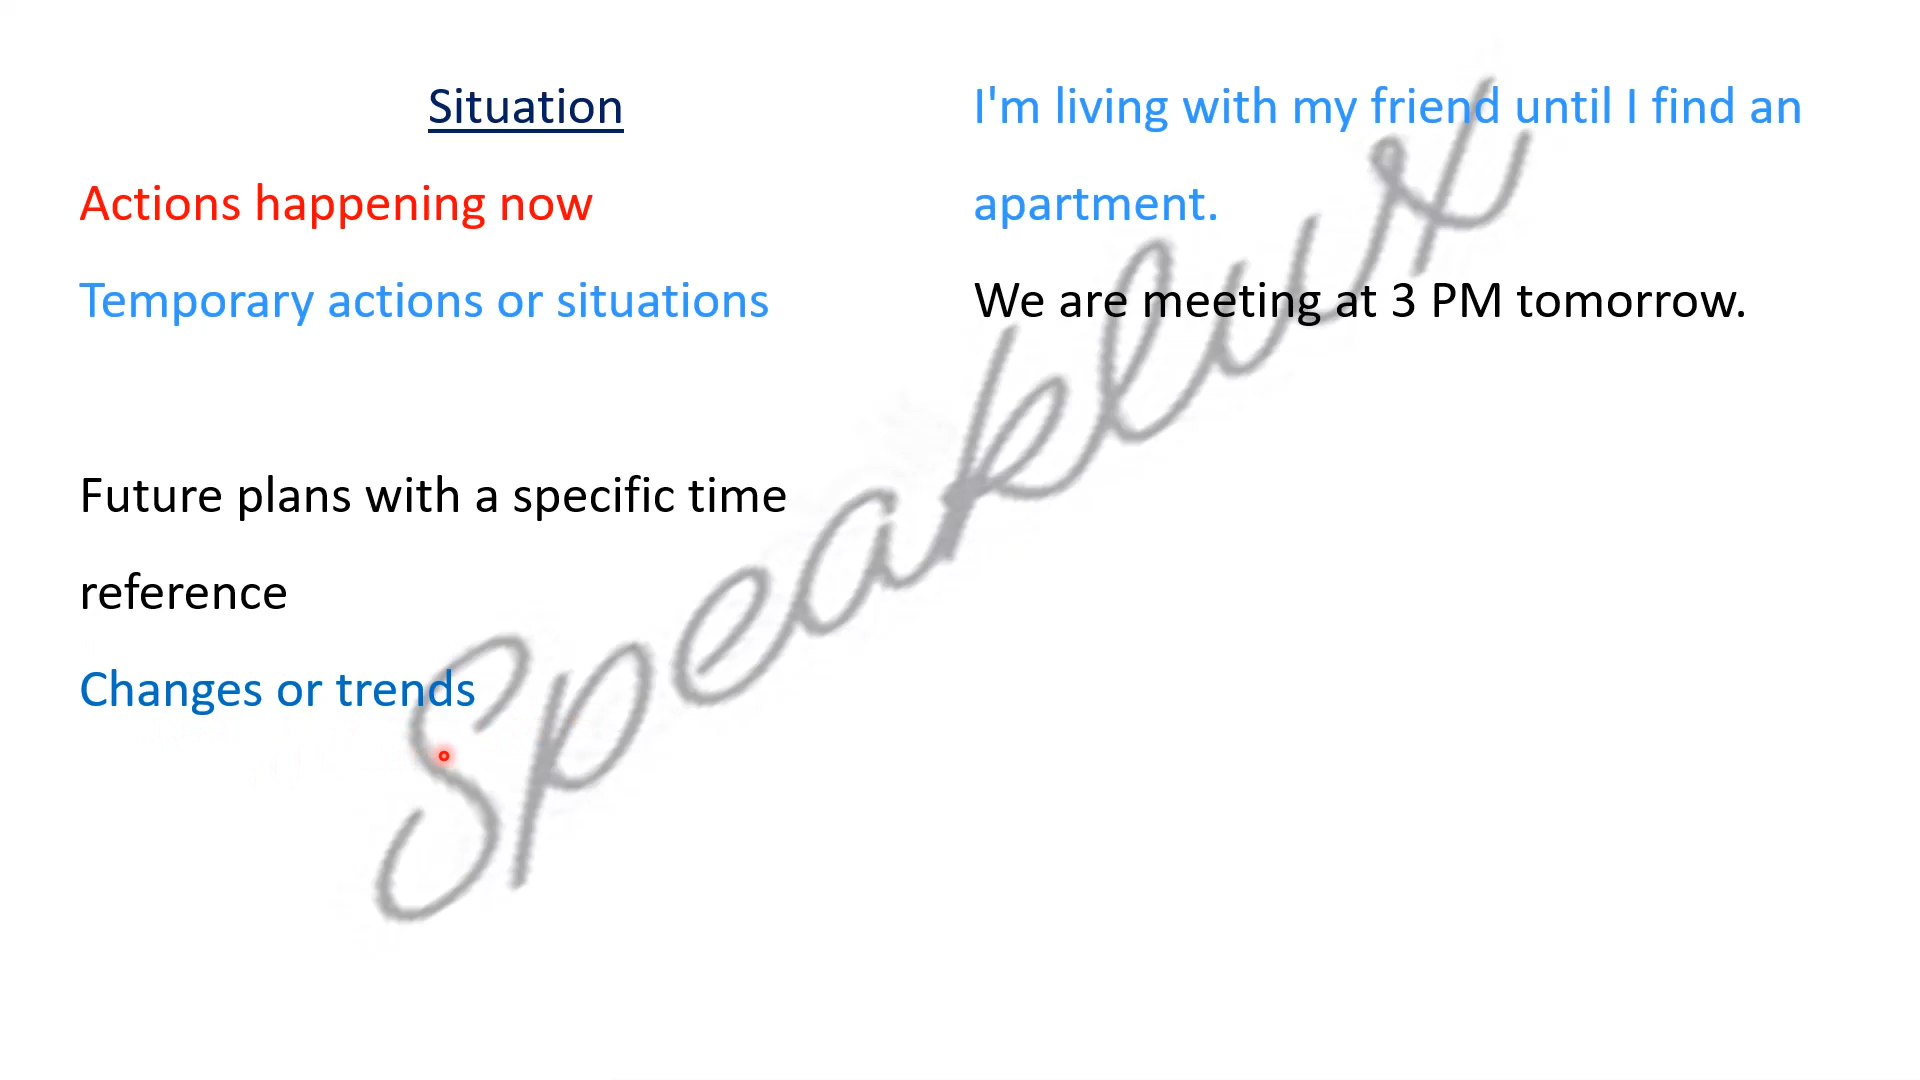 Situation
Actions happening now
Temporary actions or situations
Future plans with a specific time
reference
Changes or trends
I'm living with my friend until I find an
apartment.
We are meeting at 3 PM tomorrow.
Speaklux